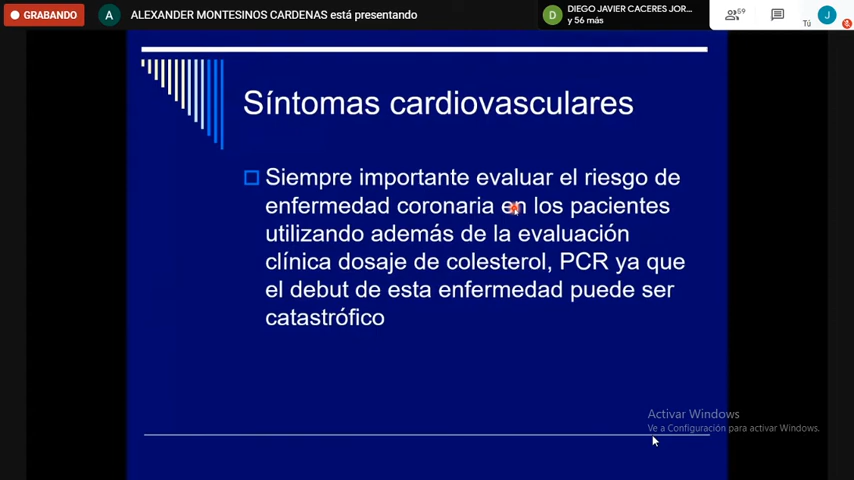 GRABANDO
A
ALEXANDER MONTESINOS CARDENAS está presentando
D
DIEGO JAVIER CACERES JOR...
y 56 más
59
Tú
J
Síntomas cardiovasculares
Siempre importante evaluar el riesgo de
enfermedad coronaria en los pacientes
utilizando además de la evaluación
clínica dosaje de colesterol, PCR ya que
el debut de esta enfermedad puede ser
catastrófico
Activar Windows
Ve a Configuración para activar Windows.